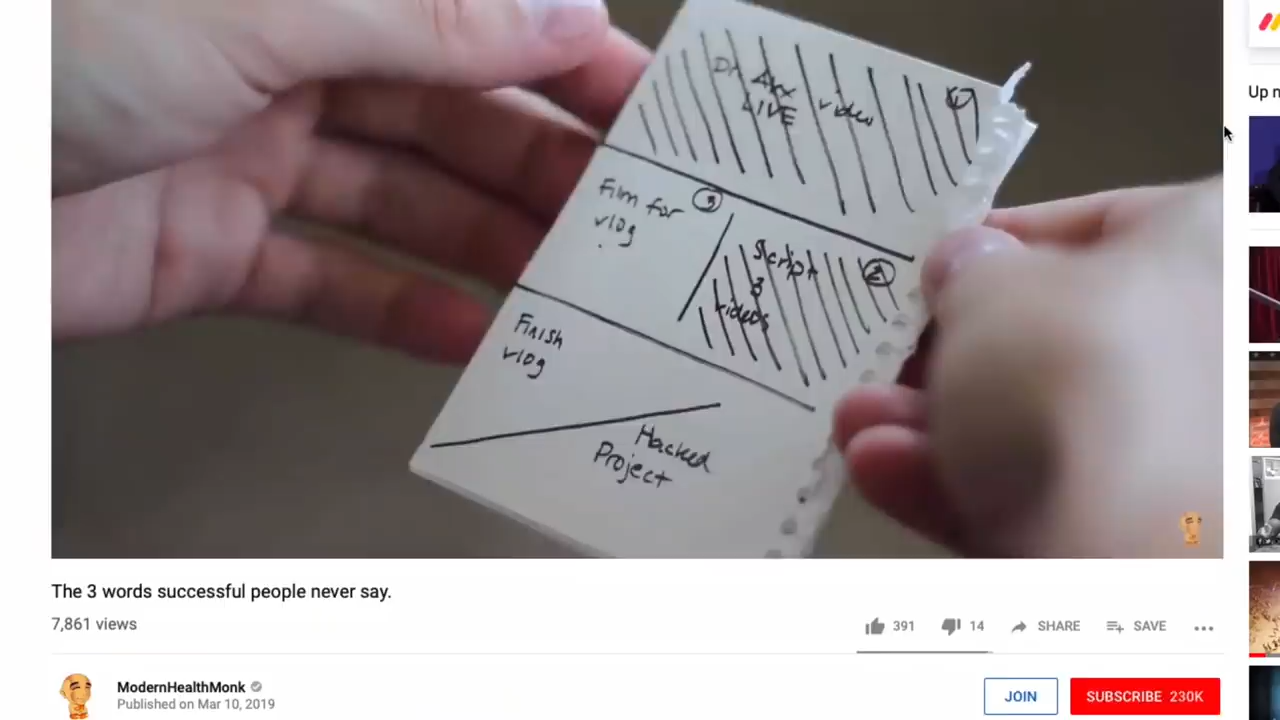 Dr. Axx video
LIVE
1
Film for
vlog
3
Script
3
videos
2
Finish
vlog
Hacked
Project
Up n
The 3 words successful people never say.
7,861 views
391
14
SHARE
SAVE
ModernHealthMonk
Published on Mar 10, 2019
JOIN
SUBSCRIBE 230K